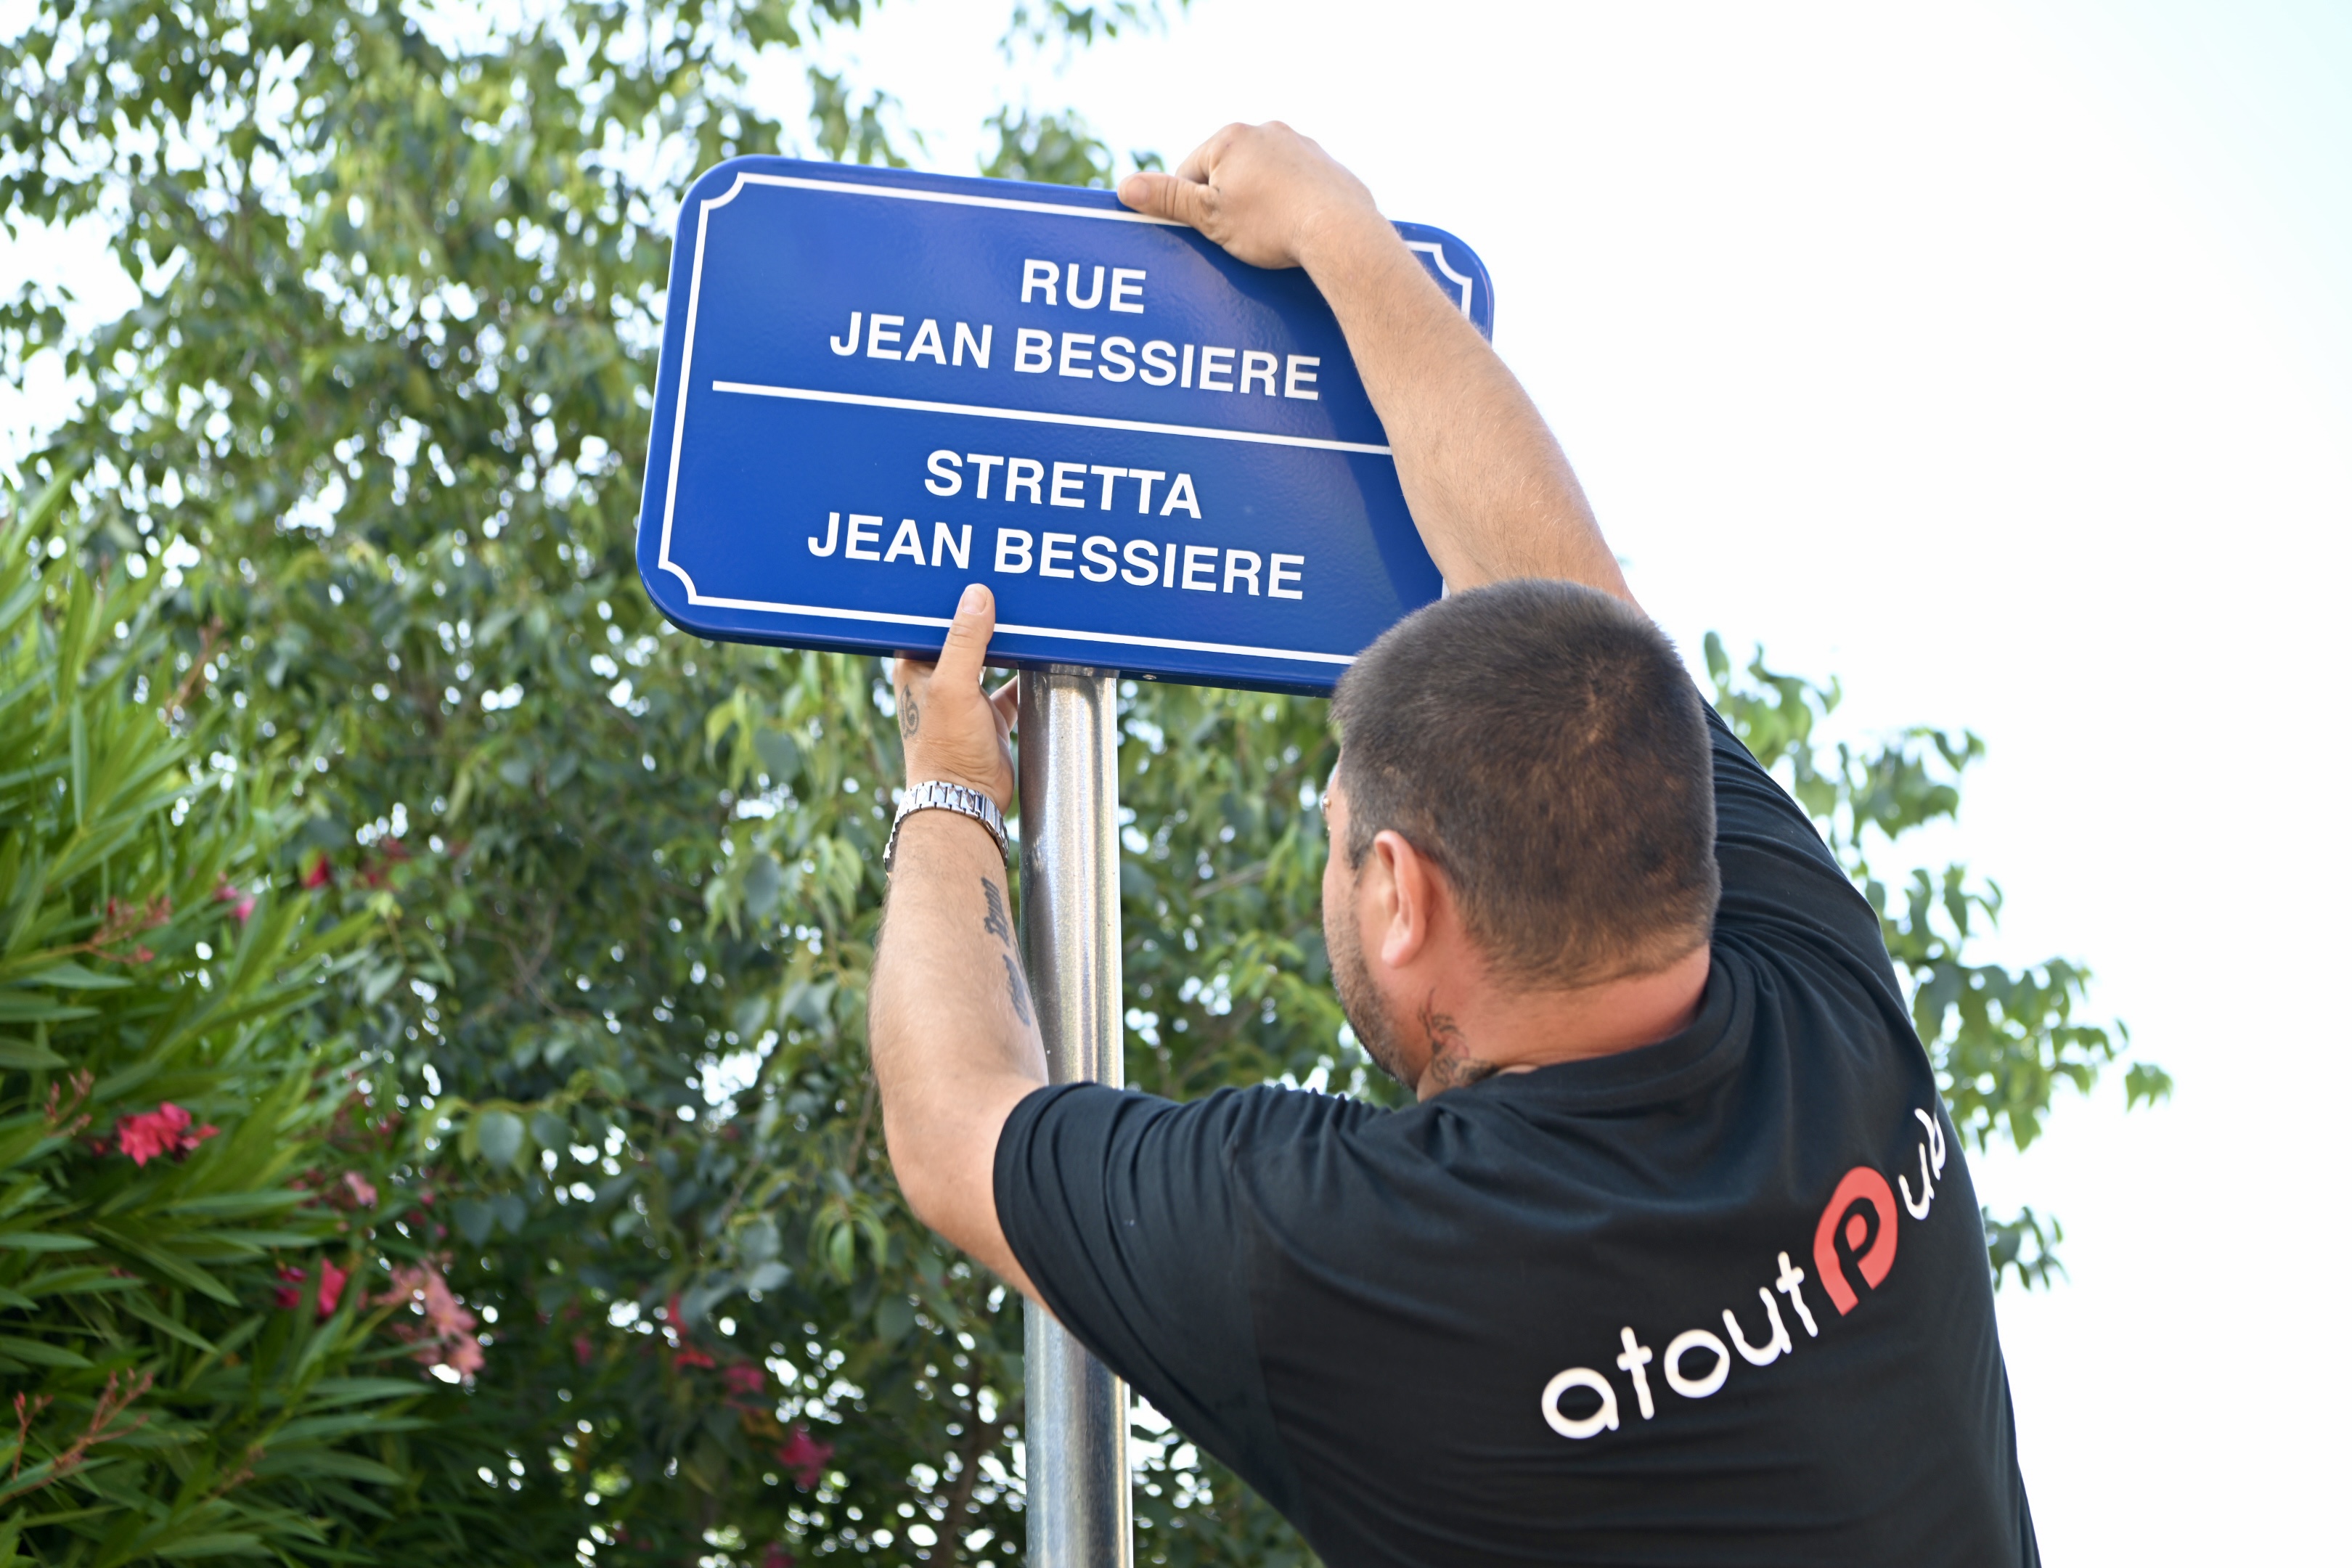 RUE
JEAN BESSIERE
STRETTA
JEAN BESSIERE
atoutPub